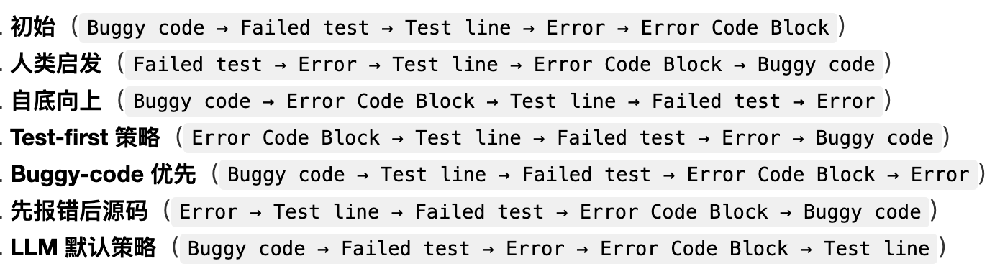 . 初始（Buggy code → Failed test → Test line → Error → Error Code Block）
. 人类启发（Failed test → Error → Test line → Error Code Block → Buggy code）
. 自底向上（Buggy code → Error Code Block → Test line → Failed test → Error）
. Test-first 策略（Error Code Block → Test line → Failed test → Error → Buggy code）
. Buggy-code 优先（Buggy code → Test line → Failed test → Error Code Block → Error）
. 先报错后源码（Error → Test line → Failed test → Error Code Block → Buggy code）
. LLM 默认策略（Buggy code → Failed test → Error → Error Code Block → Test line）